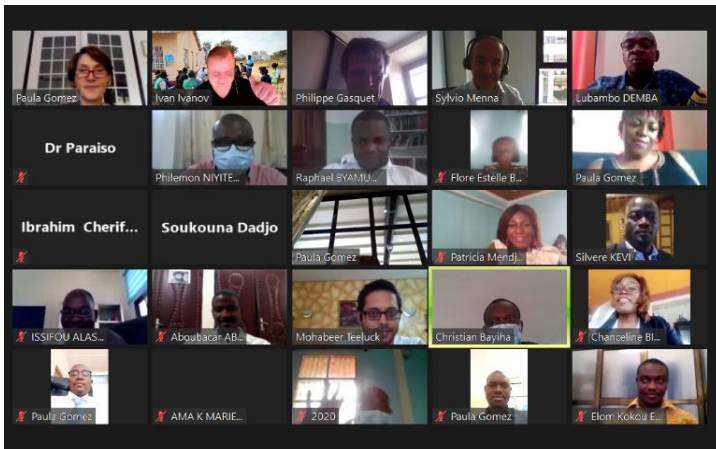 Paula Gomez
Ivan Ivanov
Philippe Gasquet
Sylvio Menna
Lubambo DEMBA
Dr Paraiso
Philemon NIYITE...
Raphael BYAMU...
Flore Estelle B...
Paula Gomez
Ibrahim Cherif...
Soukouna Dadjo
Paula Gomez
Patricia Mendj...
Silvere KEVI
ISSIFOU ALAS...
Aboubacar AB...
Mohabeer Teeluck
Christian Bayiha
Chanceline BI...
Paula Gomez
AMA K MARIE...
2020
Paula Gomez
Elom Kokou E...